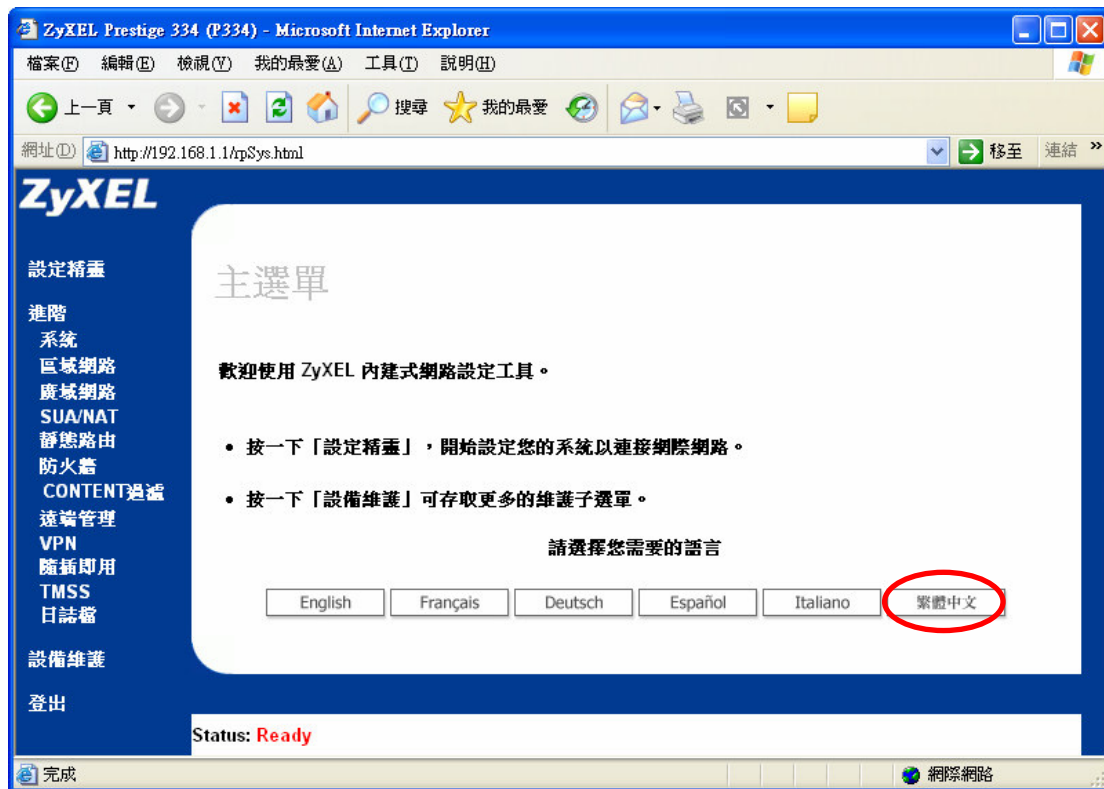 ZyXEL Prestige 334 (P334) - Microsoft Internet Explorer
檔案(F) 編輯(E) 檢視(V) 我的最愛(A) 工具(T) 說明(H)
上一頁 搜尋 我的最愛
網址(D) http://192.168.1.1/rpSys.html 移至 連結 »
ZyXEL
設定精靈
進階
系統
區域網路
廣域網路
SUA/NAT
靜態路由
防火牆
CONTENT過濾
遠端管理
VPN
隨插即用
TMSS
日誌檔
設備維護
登出
主選單
歡迎使用 ZyXEL 內建式網路設定工具。
• 按一下「設定精靈」,開始設定您的系統以連接網際網路。
• 按一下「設備維護」可存取更多的維護子選單。
請選擇您需要的語言
English Français Deutsch Español Italiano 繁體中文
Status: Ready
完成 網際網路